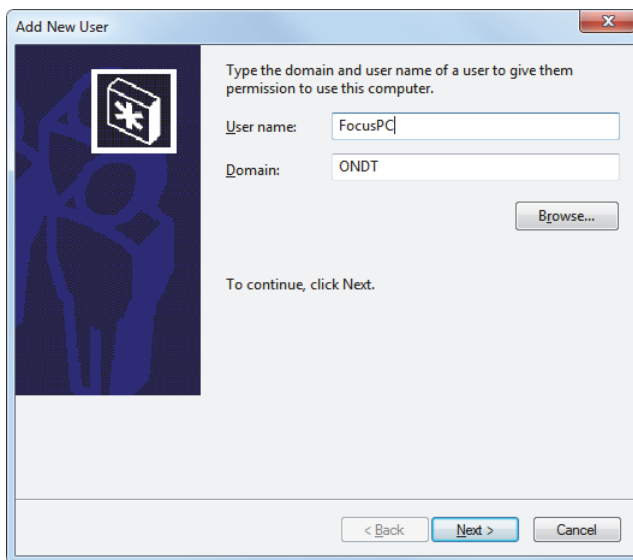 Add New User
Type the domain and user name of a user to give them
permission to use this computer.
User name: FocusPC
Domain: ONDT
Browse...
To continue, click Next.
< Back Next > Cancel